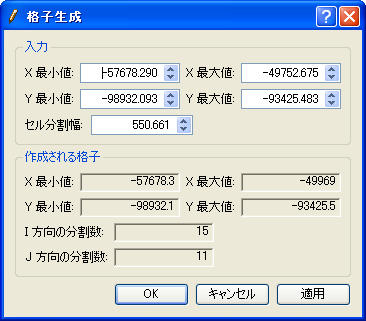 格子生成
入力
X 最小値: -57678.290 X 最大値: -49752.675
Y 最小値: -98932.093 Y 最大値: -93425.483
セル分割幅: 550.661
作成される格子
X 最小値: -57678.3 X 最大値: -49969
Y 最小値: -98932.1 Y 最大値: -93425.5
I 方向の分割数: 15
J 方向の分割数: 11
OK キャンセル 適用